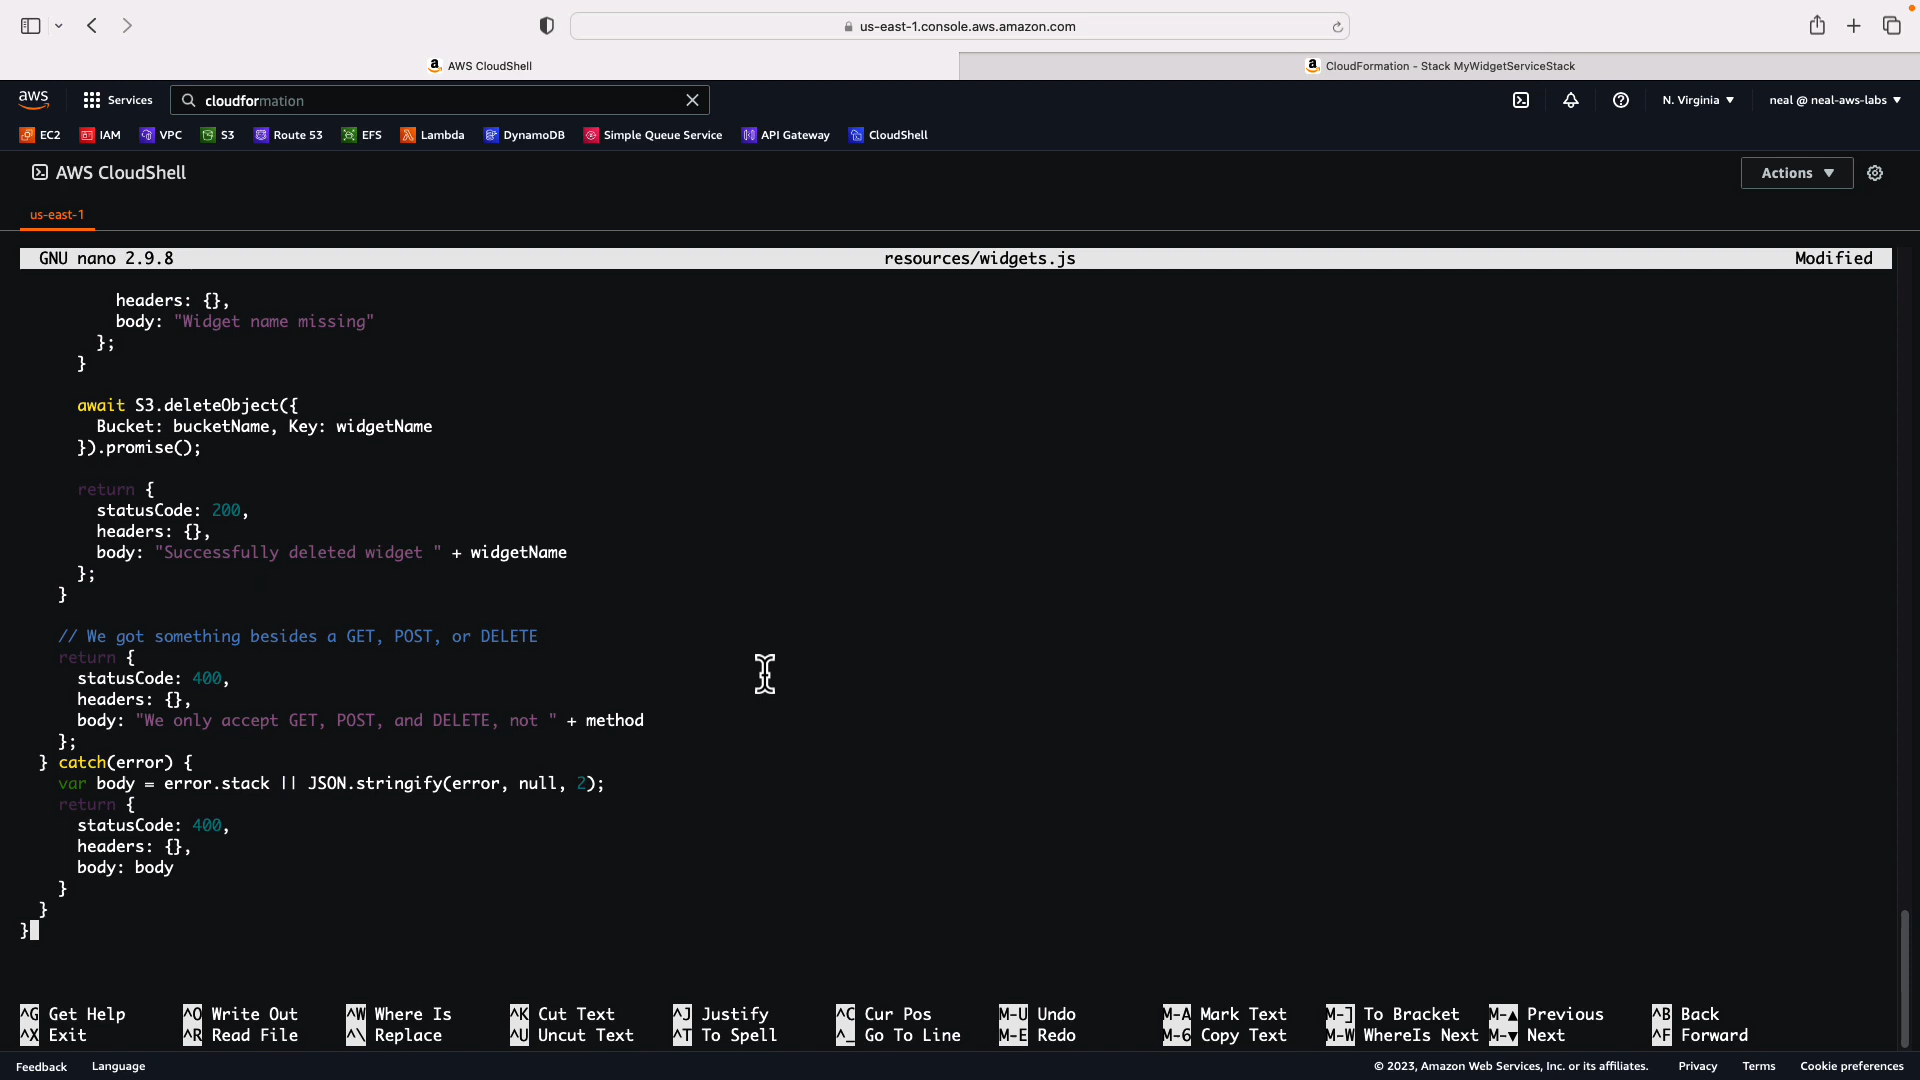 us-east-1.console.aws.amazon.com
AWS CloudShell
CloudFormation - Stack MyWidgetServiceStack
aws
Services
cloudformation
N. Virginia
neal @ neal-aws-labs
EC2
IAM
VPC
S3
Route 53
EFS
Lambda
DynamoDB
Simple Queue Service
API Gateway
CloudShell
AWS CloudShell
Actions
us-east-1
GNU nano 2.9.8 resources/widgets.js Modified
headers: {},
body: "Widget name missing"
};
}
await S3.deleteObject({
Bucket: bucketName, Key: widgetName
}).promise();
return {
statusCode: 200,
headers: {},
body: "Successfully deleted widget " + widgetName
};
}
// We got something besides a GET, POST, or DELETE
return {
statusCode: 400,
headers: {},
body: "We only accept GET, POST, and DELETE, not " + method
};
} catch(error) {
var body = error.stack || JSON.stringify(error, null, 2);
return {
statusCode: 400,
headers: {},
body: body
}
}
}
^G Get Help ^O Write Out ^W Where Is ^K Cut Text ^J Justify ^C Cur Pos M-U Undo M-A Mark Text M-] To Bracket M-▲ Previous ^B Back
^X Exit ^R Read File ^\ Replace ^U Uncut Text ^T To Spell ^_ Go To Line M-E Redo M-6 Copy Text M-W WhereIs Next M-▼ Next ^F Forward
Feedback Language © 2023, Amazon Web Services, Inc. or its affiliates. Privacy Terms Cookie preferences